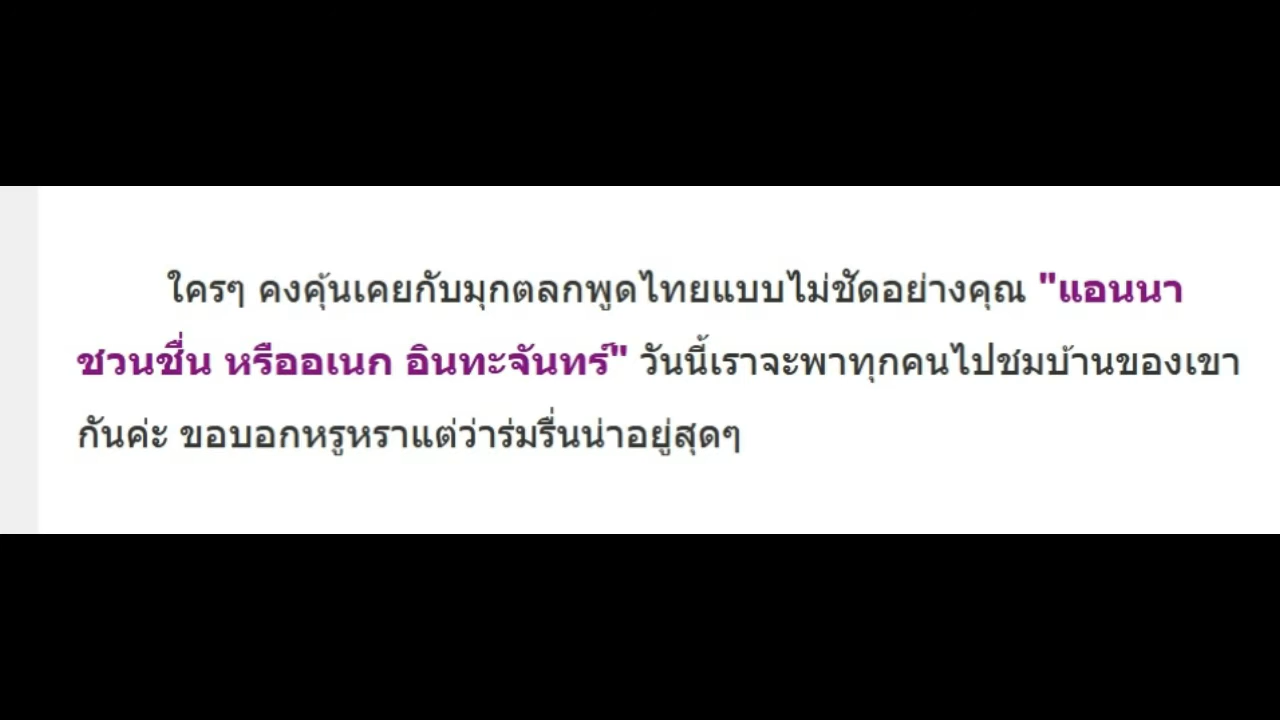 ใครๆ คงคุ้นเคยกับมุกตลกพูดไทยแบบไม่ชัดอย่างคุณ "แอนนา
ชวนชื่น หรืออเนก อินทะจันทร์" วันนี้เราจะพาทุกคนไปชมบ้านของเขา
กันค่ะ ขอบอกหรูหราแต่ว่าร่มรื่นน่าอยู่สุดๆ